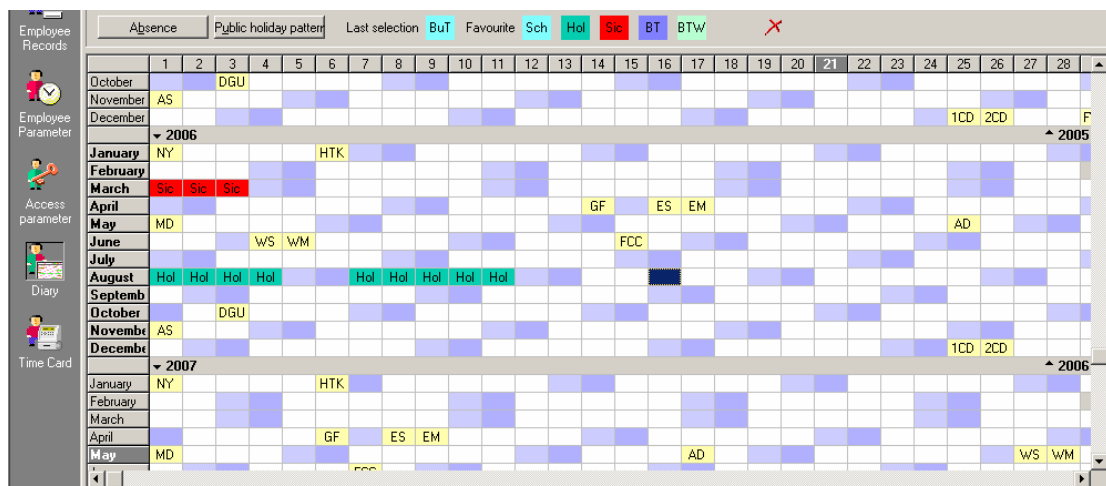 Employee
Records
Employee
Parameter
Access
parameter
Diary
Time Card
Absence Public holiday pattern Last selection BuT Favourite Sch Hol Sic BT BTW
1 2 3 4 5 6 7 8 9 10 11 12 13 14 15 16 17 18 19 20 21 22 23 24 25 26 27 28
October DGU
November AS
December 1CD 2CD F
2006 2005
January NY HTK
February
March Sic Sic Sic
April GF ES EM
May MD AD
June WS WM FCC
July
August Hol Hol Hol Hol Hol Hol Hol Hol Hol
Septemb
October DGU
Novembe AS
Decembe 1CD 2CD
2007 2006
January NY HTK
February
March
April GF ES EM
May MD AD WS WM